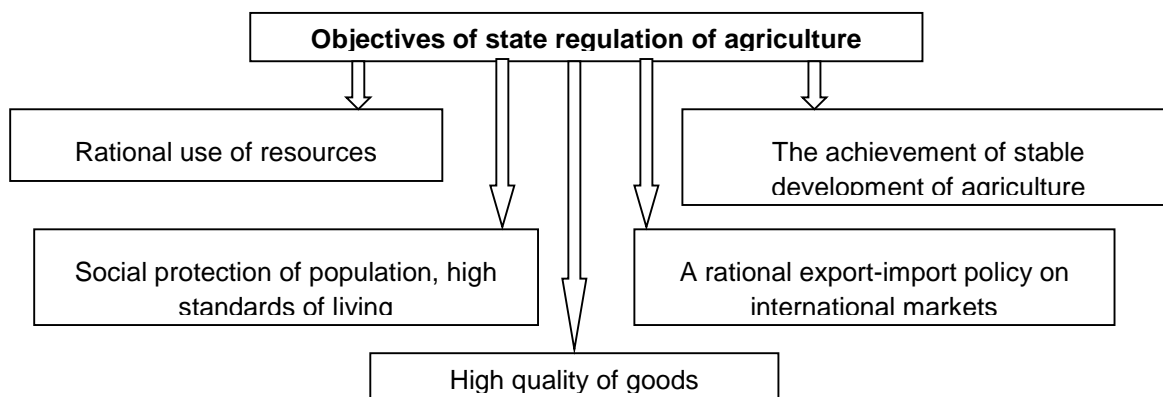 Objectives of state regulation of agriculture
Rational use of resources
The achievement of stable
development of agriculture
Social protection of population, high
standards of living
A rational export-import policy on
international markets
High quality of goods